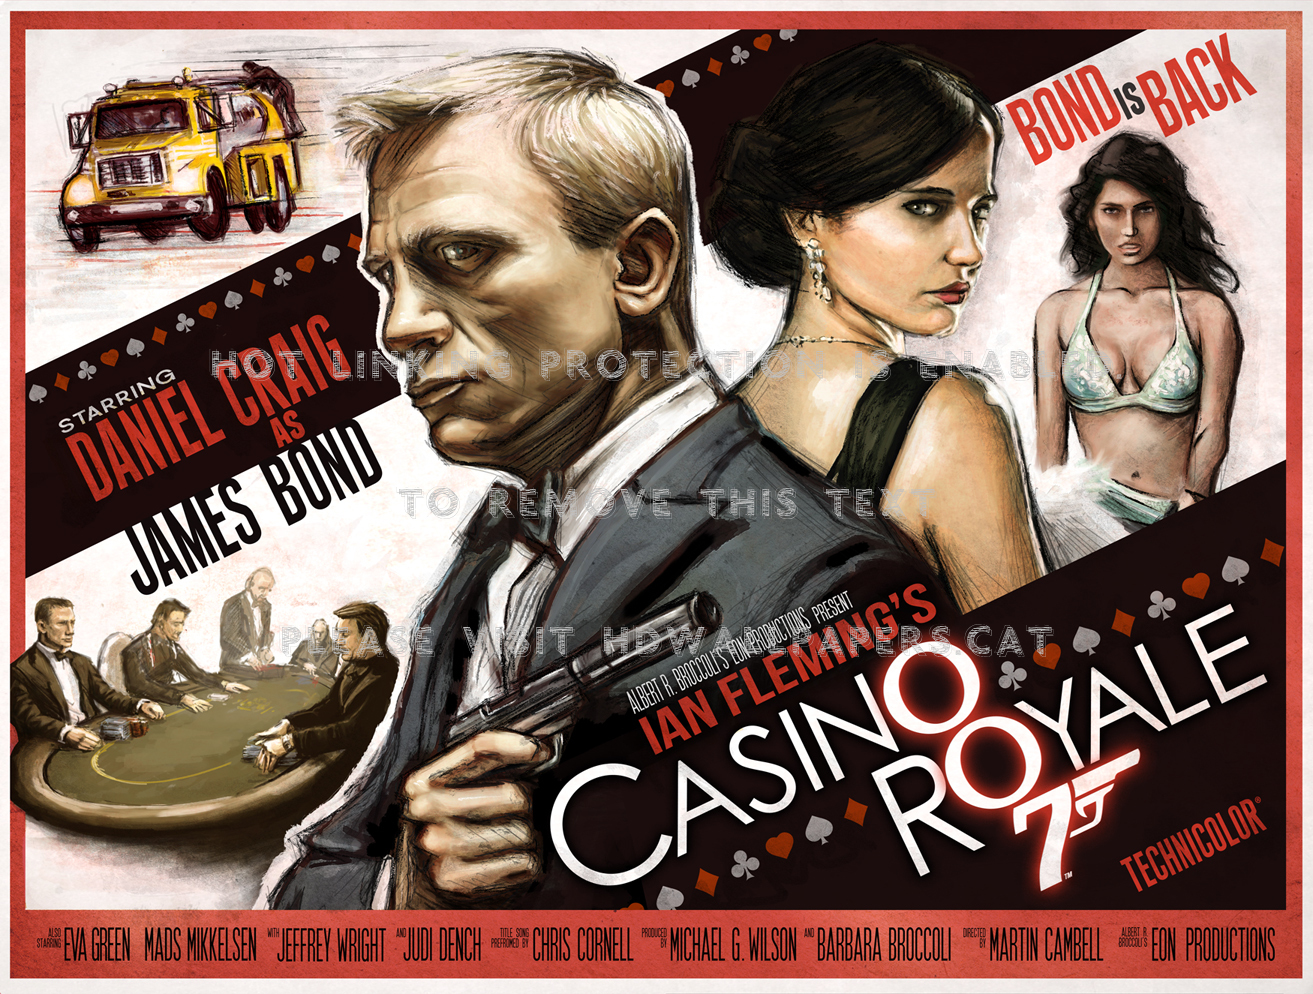 BOND IS BACK
STARRING
DANIEL CRAIG
AS
JAMES BOND
HOT LINKING PROTECTION IS ENABLED
TO REMOVE THIS TEXT
PLEASE VISIT HDWALLPAPERS.CAT
ALBERT R. BROCCOLI'S EON PRODUCTIONS PRESENT
IAN FLEMING'S
CASINO
ROYALE
7
TM
TECHNICOLOR®
ALSO STARRING EVA GREEN MADS MIKKELSEN WITH JEFFREY WRIGHT AND JUDI DENCH TITLE SONG PREFROMED BY CHRIS CORNELL PRODUCED BY MICHAEL G. WILSON AND BARBARA BROCCOLI DIRECTED BY MARTIN CAMBELL ALBERT R. BROCCOLI'S EON PRODUCTIONS